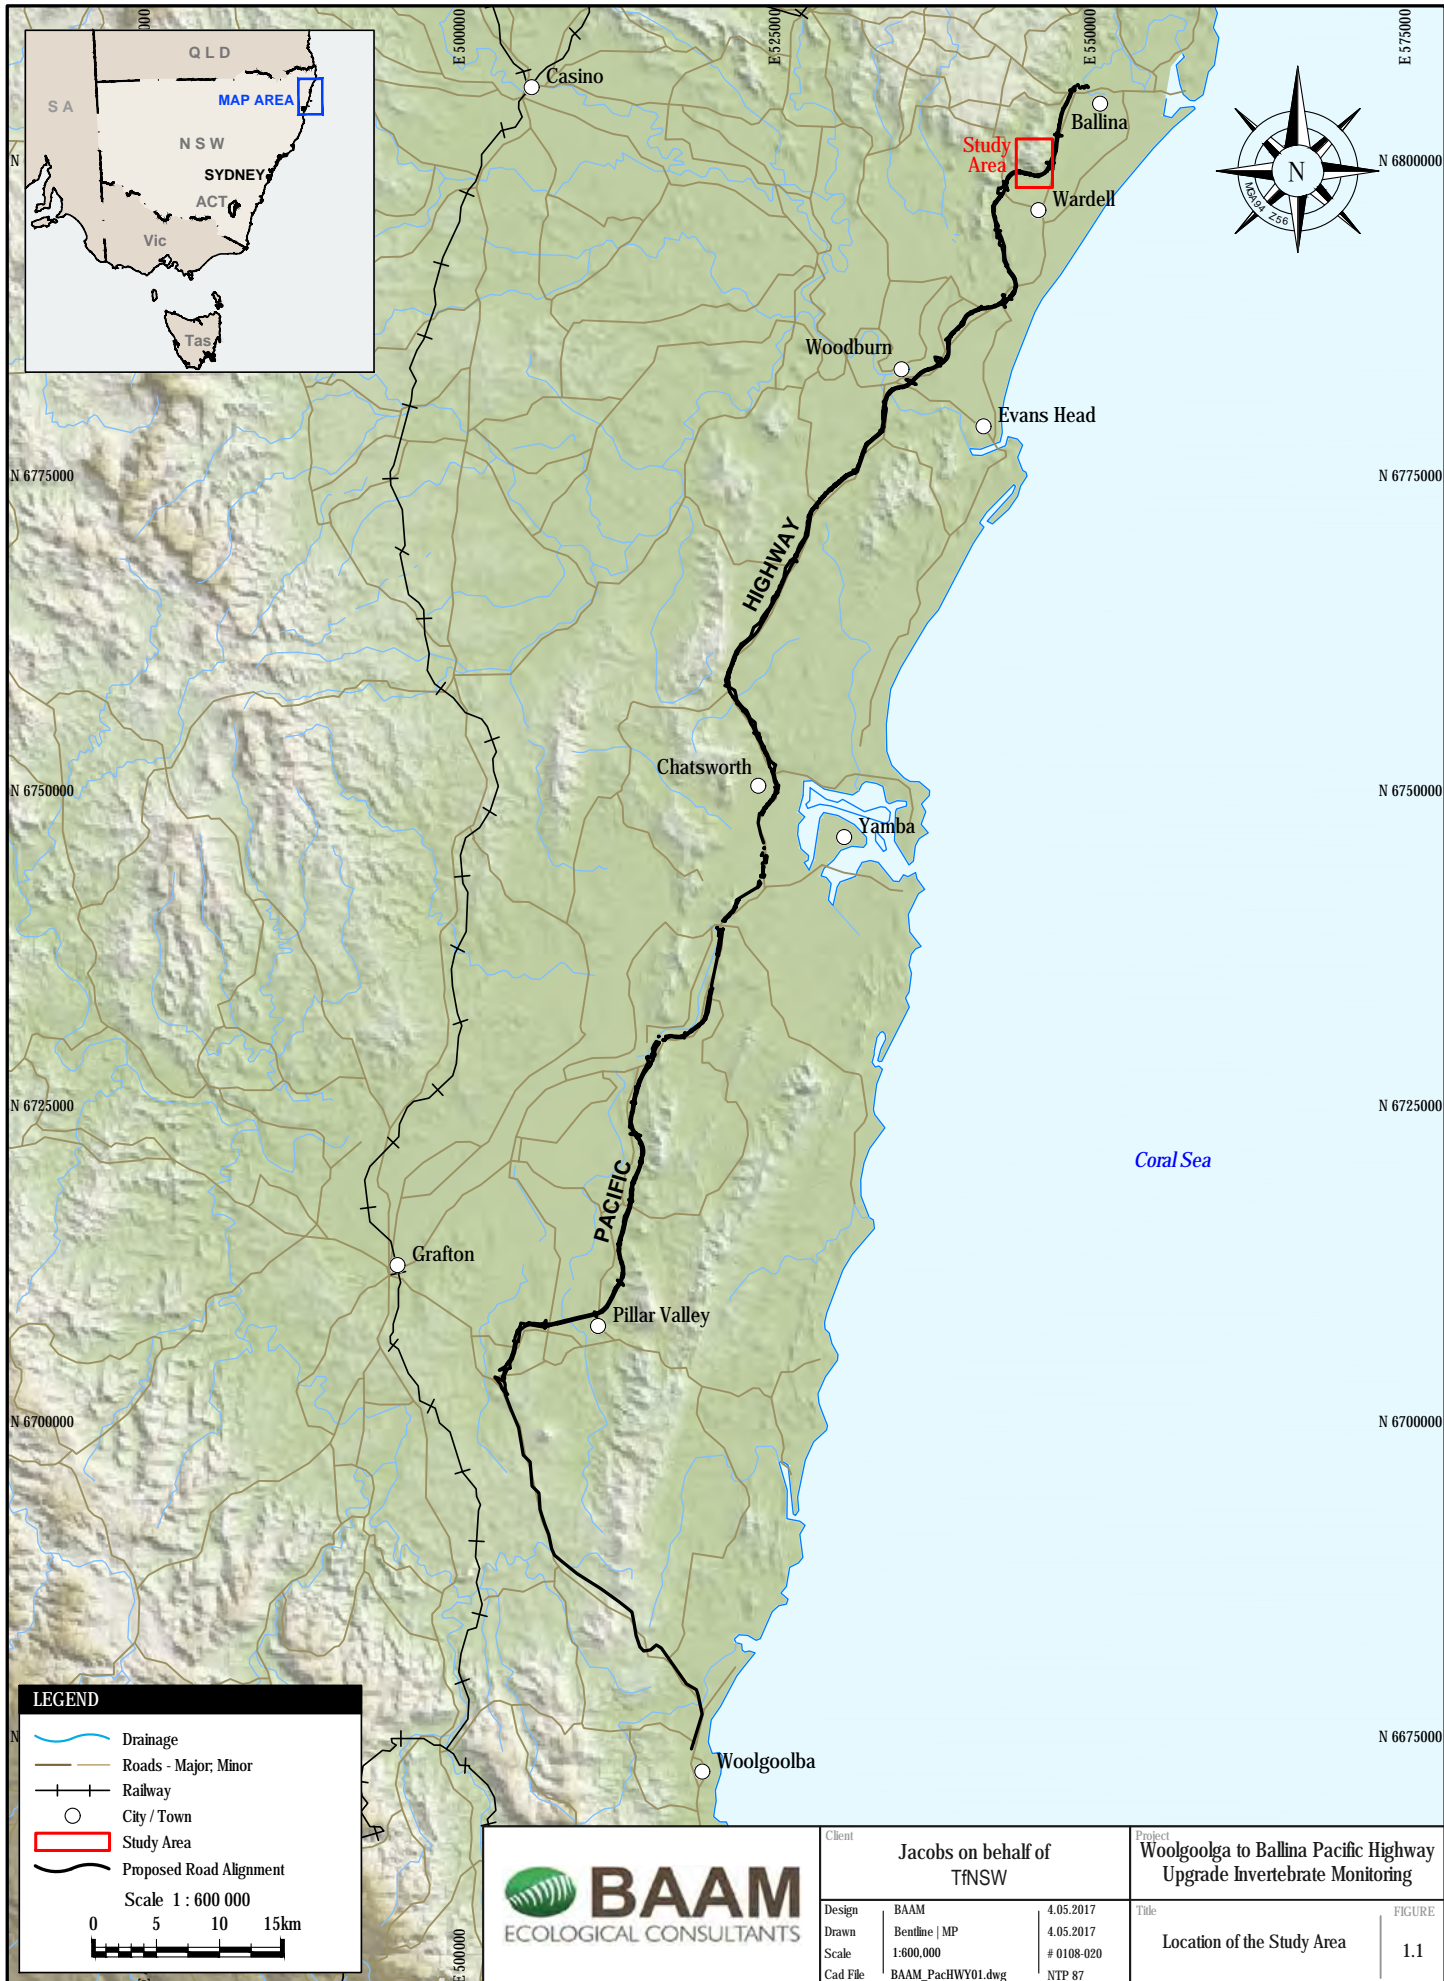 E 500000
E 525000
E 550000
E 575000
Q L D
S A
MAP AREA
N S W
SYDNEY
ACT
Vic
Tas
Casino
Ballina
Study
Area
Wardell
N
MGA94 Z56
N
N 6800000
Woodburn
Evans Head
N 6775000
N 6775000
HIGHWAY
Chatsworth
Yamba
N 6750000
N 6750000
N 6725000
N 6725000
Coral Sea
PACIFIC
Grafton
Pillar Valley
N 6700000
N 6700000
N
N 6675000
Woolgoolba
LEGEND
Drainage
Roads - Major; Minor
Railway
City / Town
Study Area
Proposed Road Alignment
Scale 1 : 600 000
0 5 10 15km
E 500000
BAAM
ECOLOGICAL CONSULTANTS
Client
Jacobs on behalf of
TfNSW
Project
Woolgoolga to Ballina Pacific Highway
Upgrade Invertebrate Monitoring
Design BAAM 4.05.2017
Drawn Bentline | MP 4.05.2017
Scale 1:600,000 # 0108-020
Cad File BAAM_PacHWY01.dwg NTP 87
Title
Location of the Study Area
FIGURE
1.1